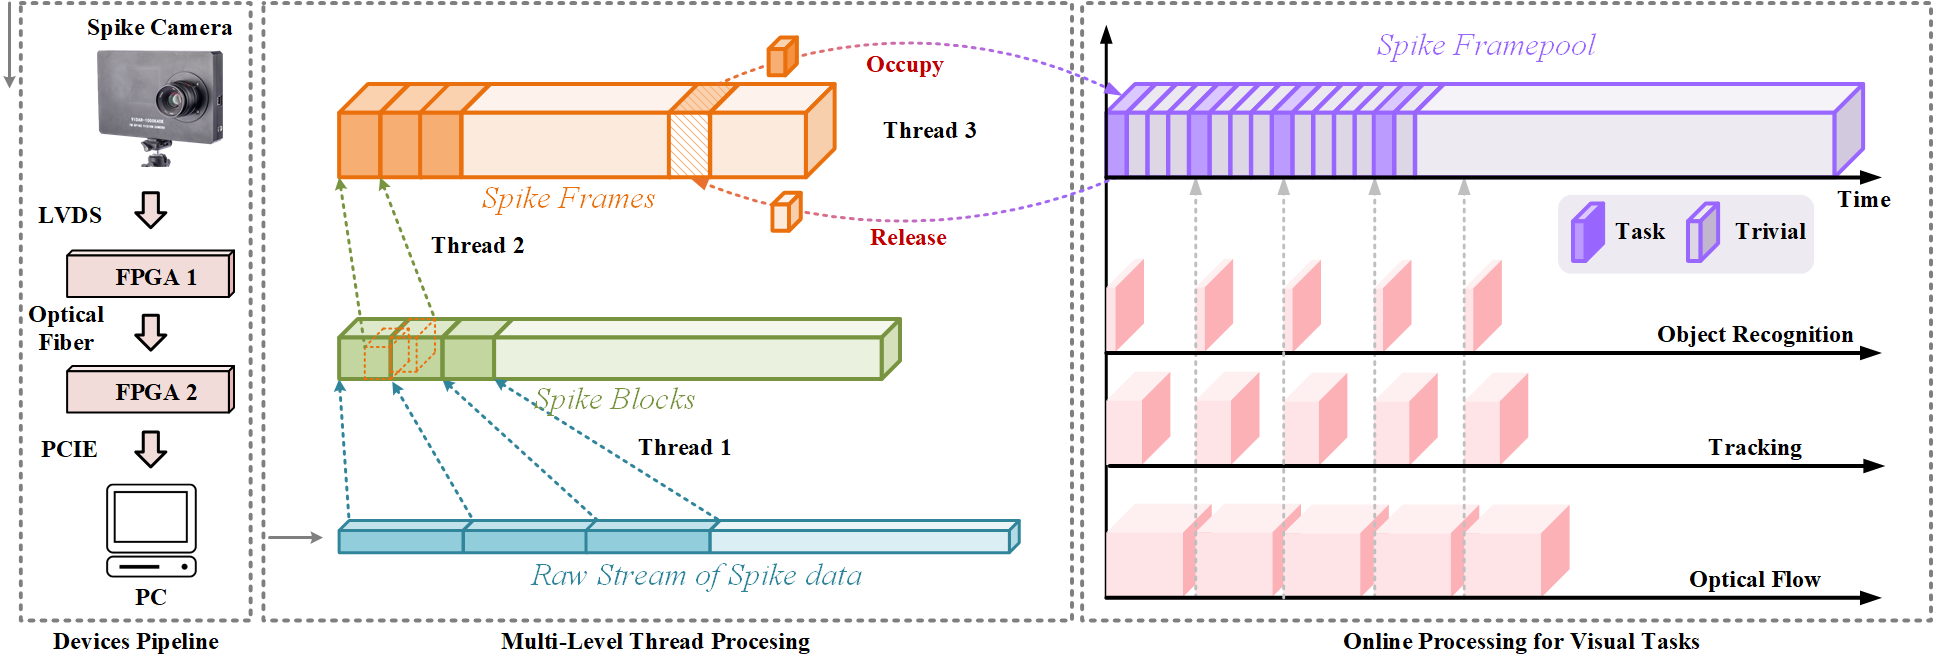 Spike Camera
LVDS
FPGA 1
Optical
Fiber
FPGA 2
PCIE
PC
Devices Pipeline
Occupy
Thread 3
Spike Frames
Release
Thread 2
Spike Blocks
Thread 1
Raw Stream of Spike data
Multi-Level Thread Procesing
Spike Framepool
Time
Task
Trivial
Object Recognition
Tracking
Optical Flow
Online Processing for Visual Tasks